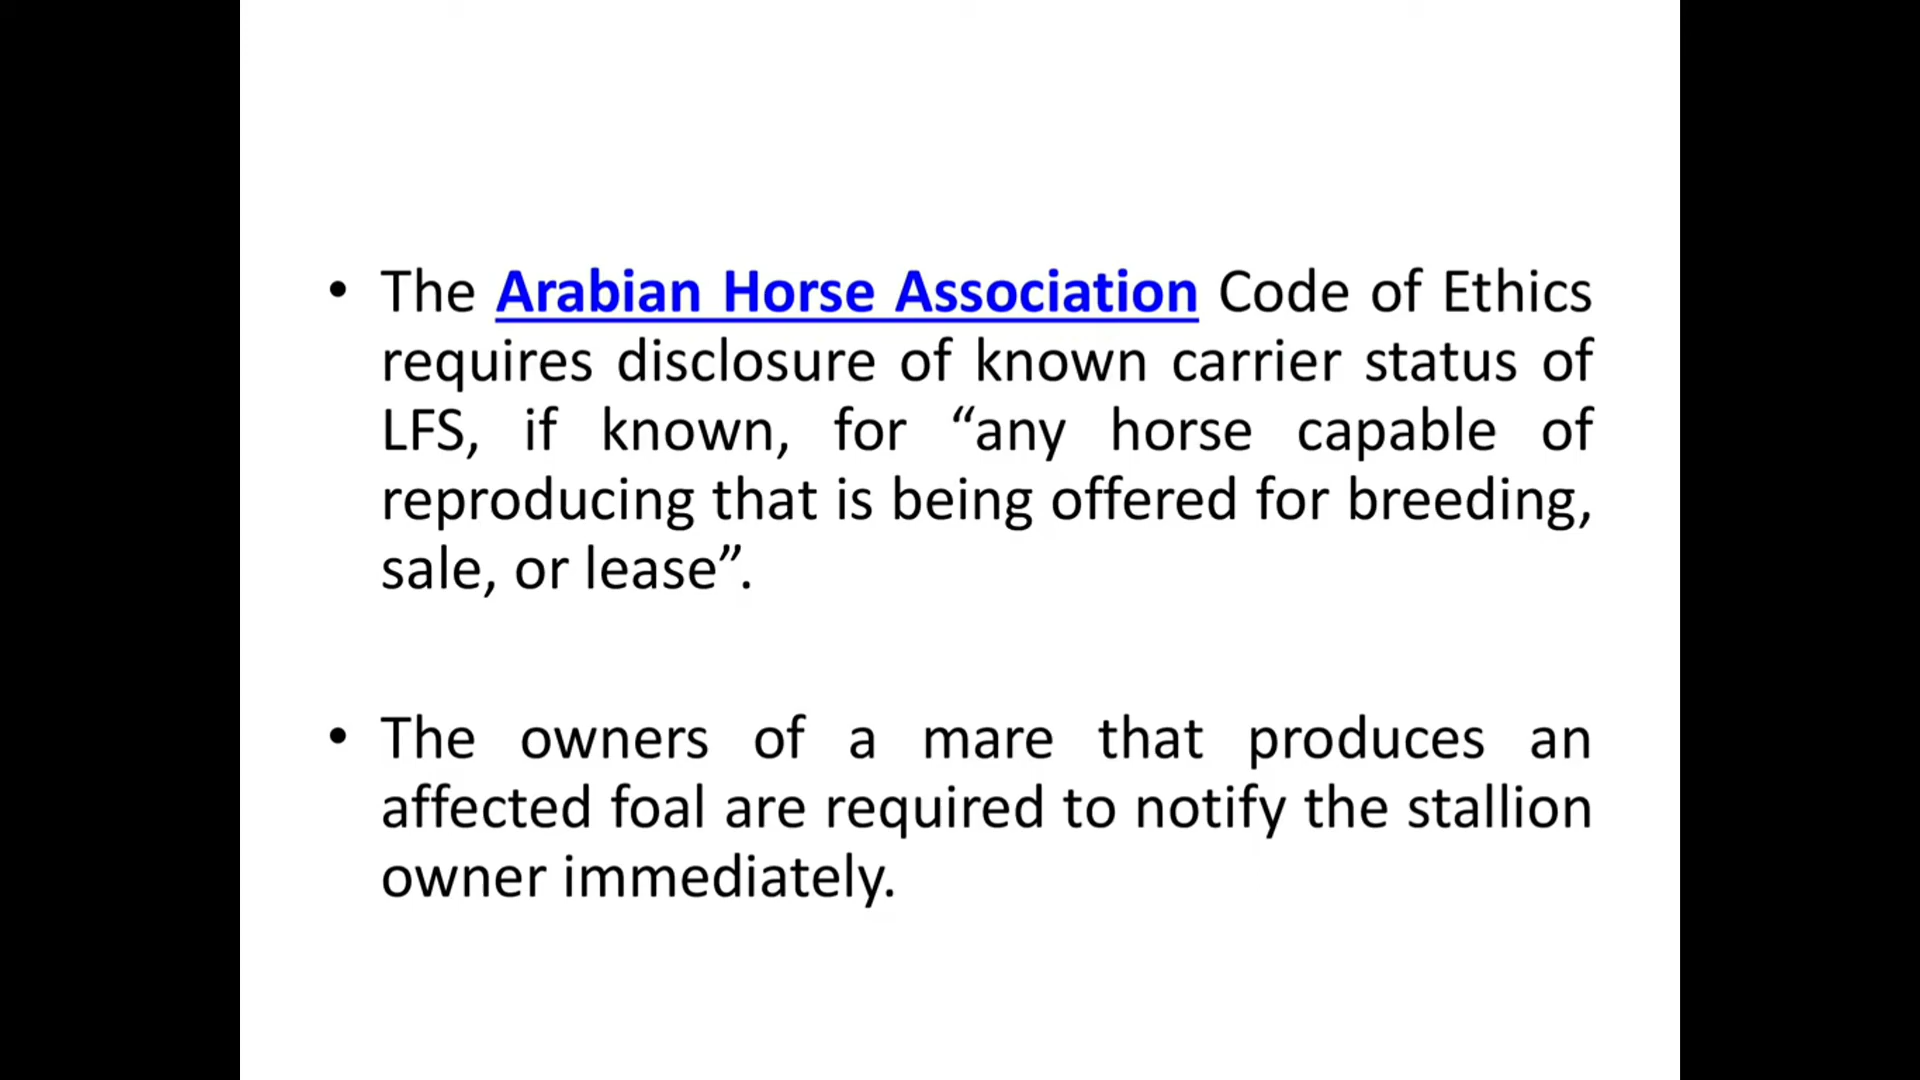 • The Arabian Horse Association Code of Ethics
requires disclosure of known carrier status of
LFS, if known, for “any horse capable of
reproducing that is being offered for breeding,
sale, or lease”.
• The owners of a mare that produces an
affected foal are required to notify the stallion
owner immediately.